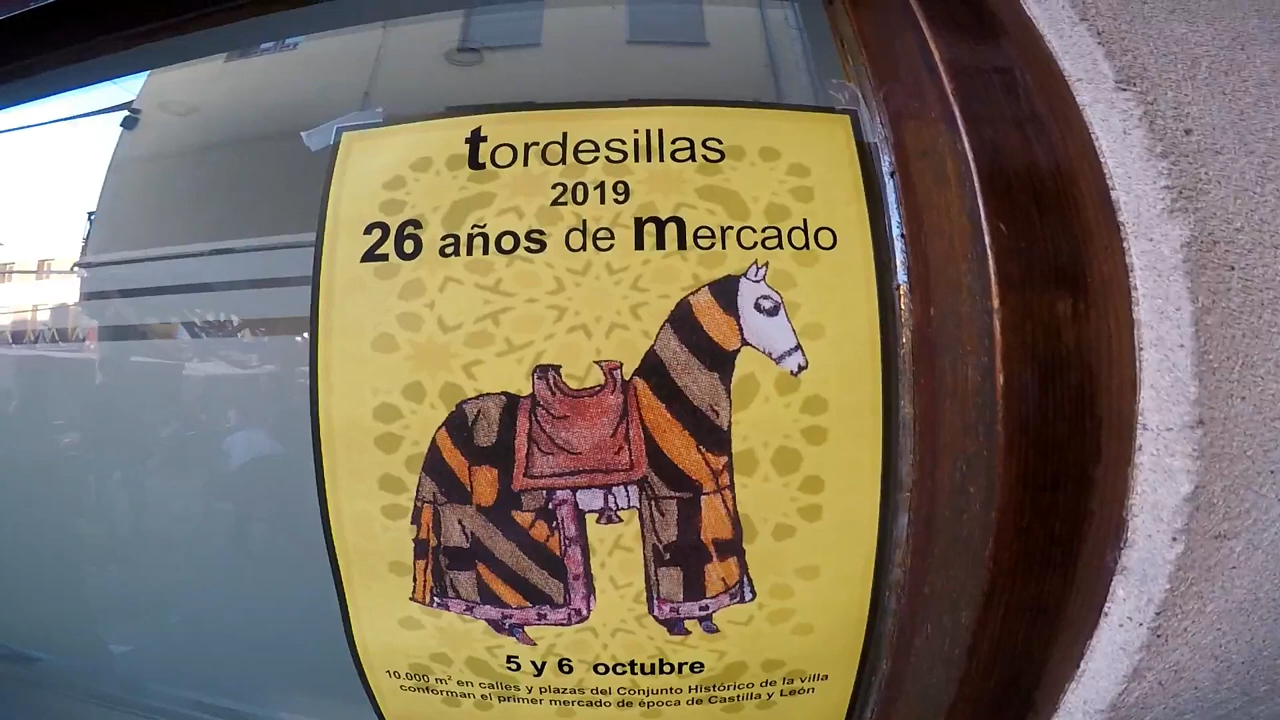 tordesillas
2019
26 años de mercado
5 y 6 octubre
10.000 m² en calles y plazas del Conjunto Histórico de la villa
conforman el primer mercado de época de Castilla y León